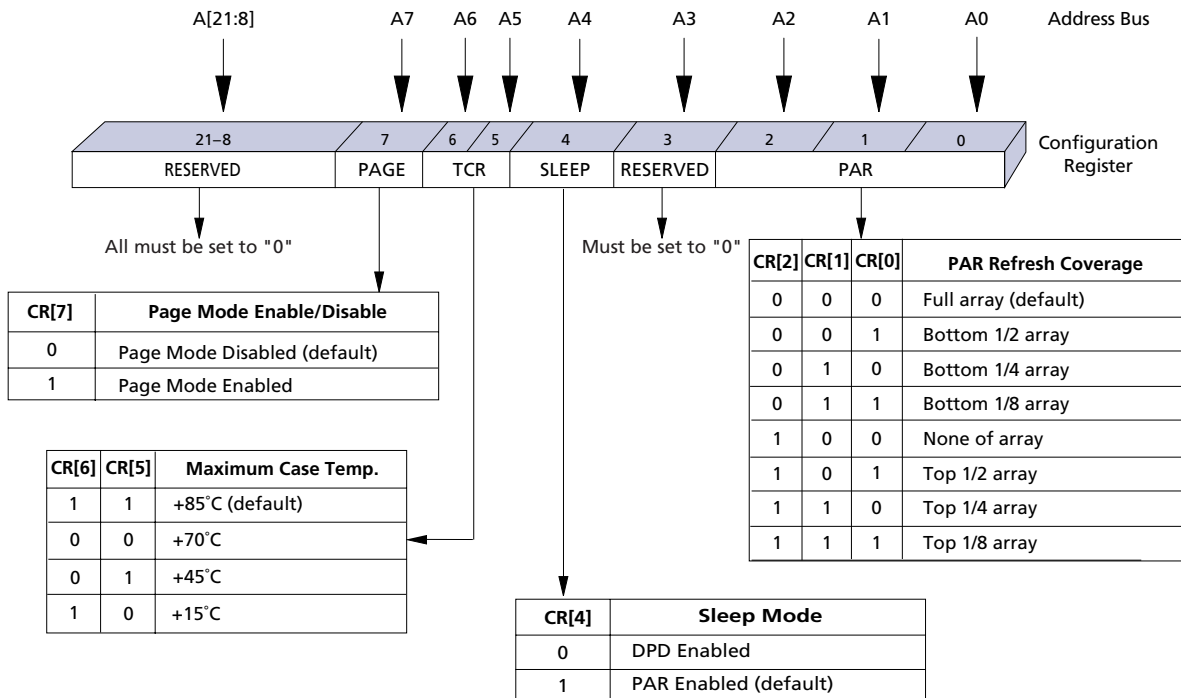 A[21:8] A7 A6 A5 A4 A3 A2 A1 A0 Address Bus
21–8 7 6 5 4 3 2 1 0
RESERVED PAGE TCR SLEEP RESERVED PAR
Configuration
Register
All must be set to "0"
Must be set to "0"
CR[7] Page Mode Enable/Disable
0 Page Mode Disabled (default)
1 Page Mode Enabled
CR[2] CR[1] CR[0] PAR Refresh Coverage
0 0 0 Full array (default)
0 0 1 Bottom 1/2 array
0 1 0 Bottom 1/4 array
0 1 1 Bottom 1/8 array
1 0 0 None of array
1 0 1 Top 1/2 array
1 1 0 Top 1/4 array
1 1 1 Top 1/8 array
CR[6] CR[5] Maximum Case Temp.
1 1 +85˚C (default)
0 0 +70˚C
0 1 +45˚C
1 0 +15˚C
CR[4] Sleep Mode
0 DPD Enabled
1 PAR Enabled (default)